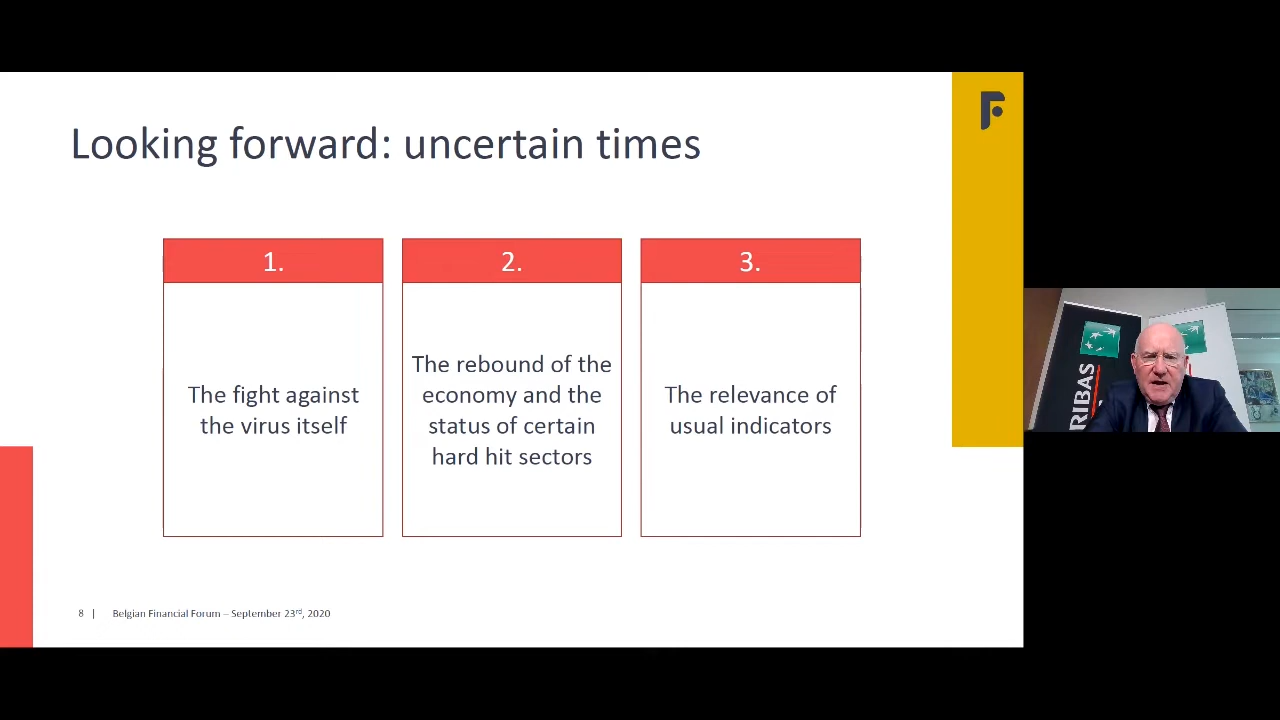 Looking forward: uncertain times
1.
The fight against
the virus itself
2.
The rebound of the
economy and the
status of certain
hard hit sectors
3.
The relevance of
usual indicators
8 | Belgian Financial Forum – September 23rd, 2020
RIBAS